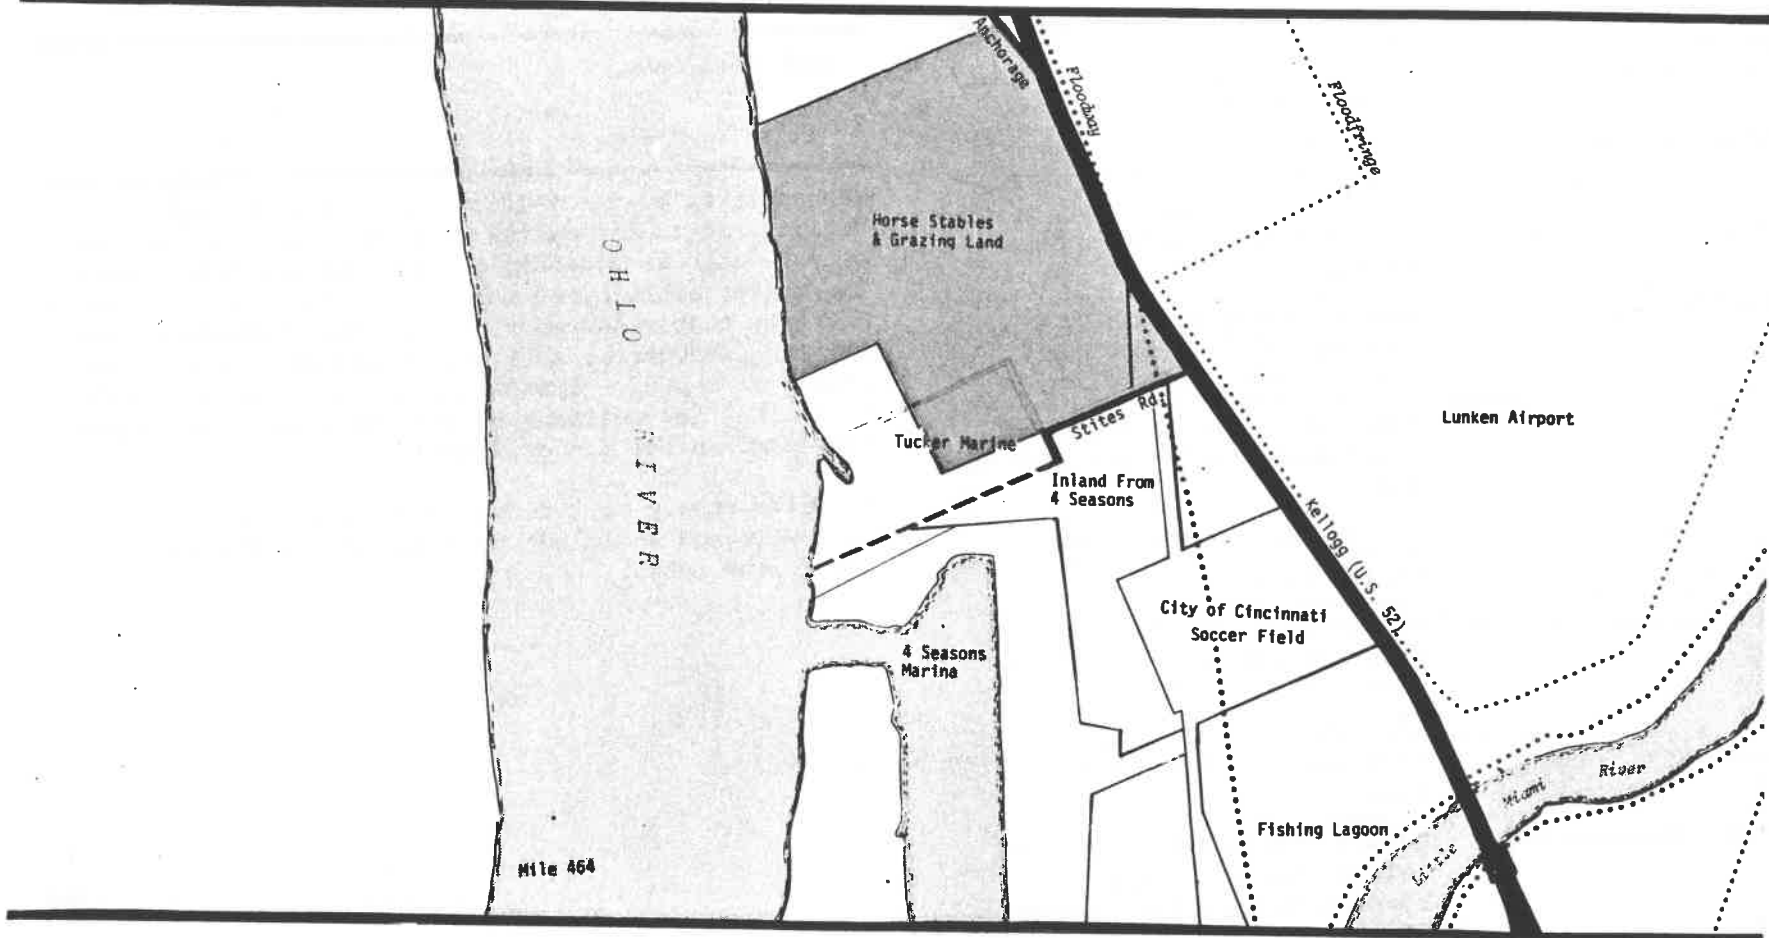 Anchorage
Floodway
Floodfringe
Horse Stables
& Grazing Land
OHIO
RIVER
Lunken Airport
Stites Rd.
Tucker Marine
Inland From
4 Seasons
Kellogg (U.S. 52)
City of Cincinnati
Soccer Field
4 Seasons
Marina
Little Miami River
Fishing Lagoon
Mile 464